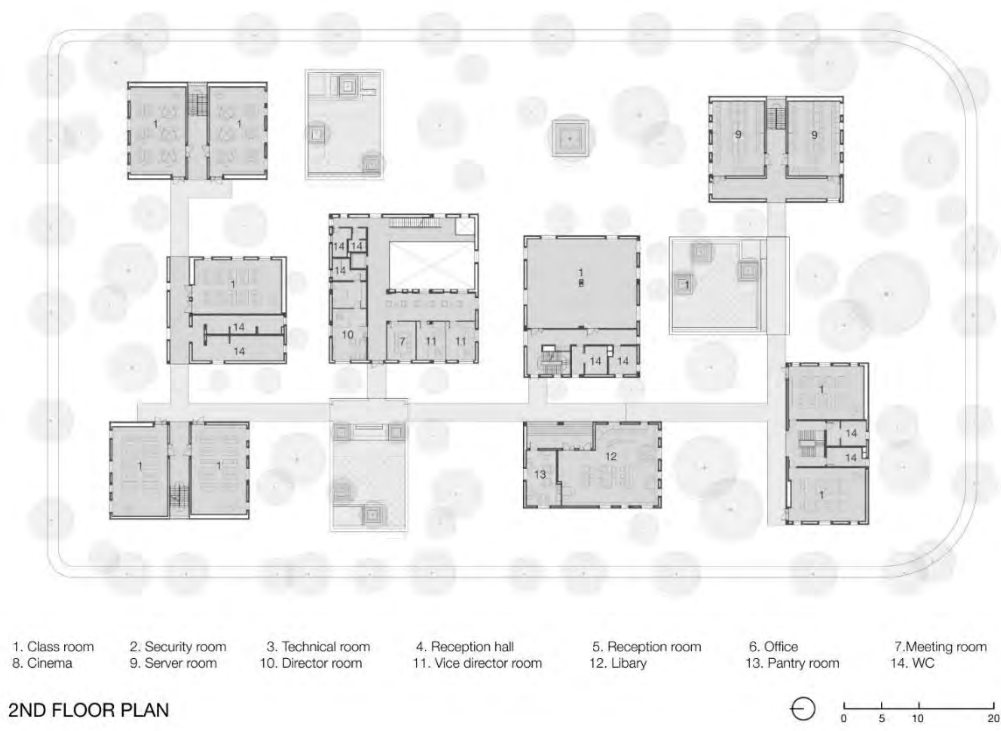 1 1 9 9
14 14
14 1 1
1
10 7 11 11
14
14 14 14
1
12 14
1 1 13 14
1
1. Class room 2. Security room 3. Technical room 4. Reception hall 5. Reception room 6. Office 7.Meeting room
8. Cinema 9. Server room 10. Director room 11. Vice director room 12. Libary 13. Pantry room 14. WC
2ND FLOOR PLAN
0 5 10 20